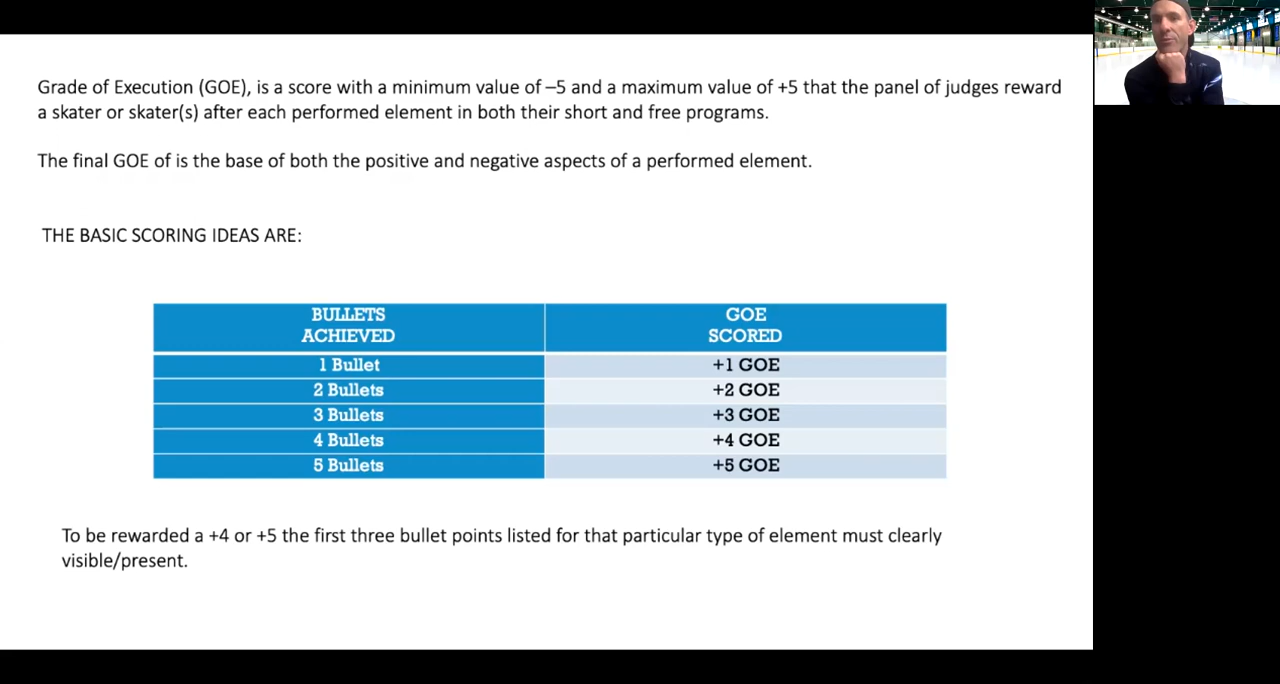 Grade of Execution (GOE), is a score with a minimum value of –5 and a maximum value of +5 that the panel of judges reward
a skater or skater(s) after each performed element in both their short and free programs.
The final GOE of is the base of both the positive and negative aspects of a performed element.
THE BASIC SCORING IDEAS ARE:
BULLETS
ACHIEVED
GOE
SCORED
1 Bullet
+1 GOE
2 Bullets
+2 GOE
3 Bullets
+3 GOE
4 Bullets
+4 GOE
5 Bullets
+5 GOE
To be rewarded a +4 or +5 the first three bullet points listed for that particular type of element must clearly
visible/present.